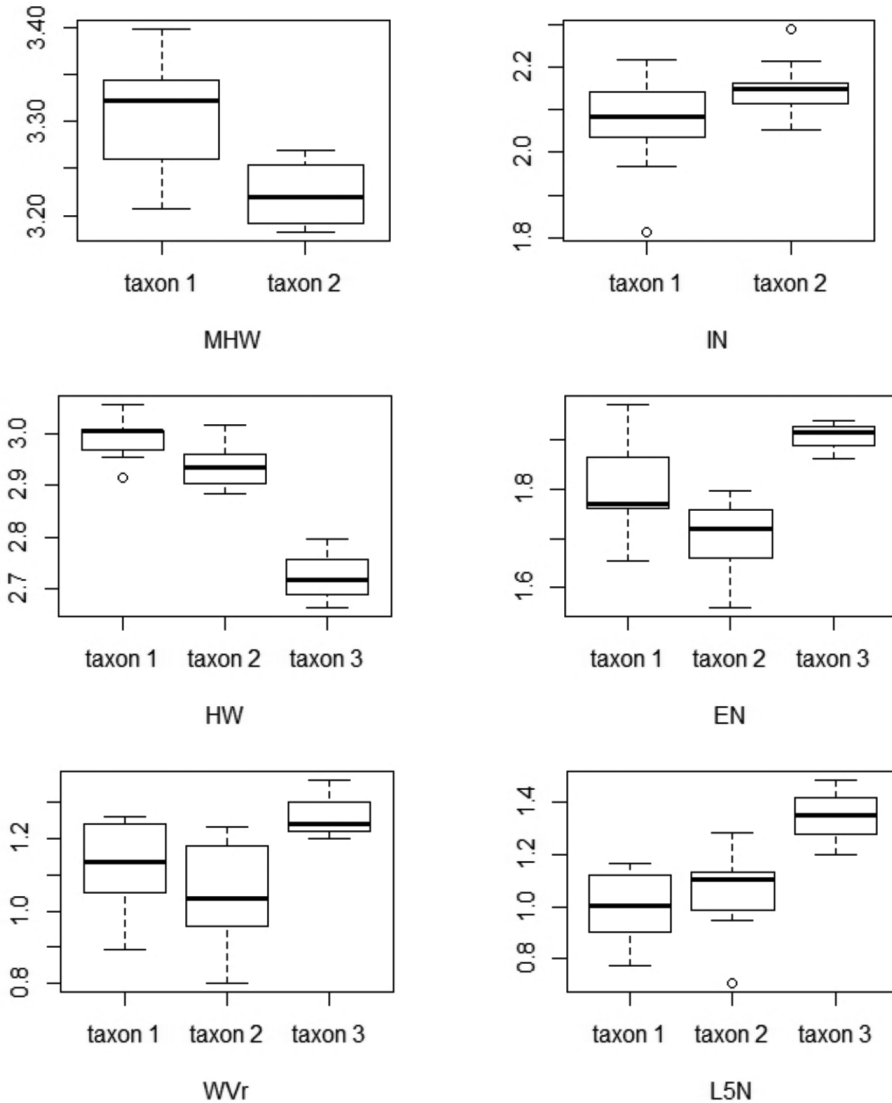 3.40
3.30
3.20
taxon 1 taxon 2
MHW
2.2
2.0
1.8
taxon 1 taxon 2
IN
3.0
2.9
2.8
2.7
taxon 1 taxon 2 taxon 3
HW
1.8
1.6
taxon 1 taxon 2 taxon 3
EN
1.2
1.0
0.8
taxon 1 taxon 2 taxon 3
WVr
1.4
1.2
1.0
0.8
taxon 1 taxon 2 taxon 3
L5N